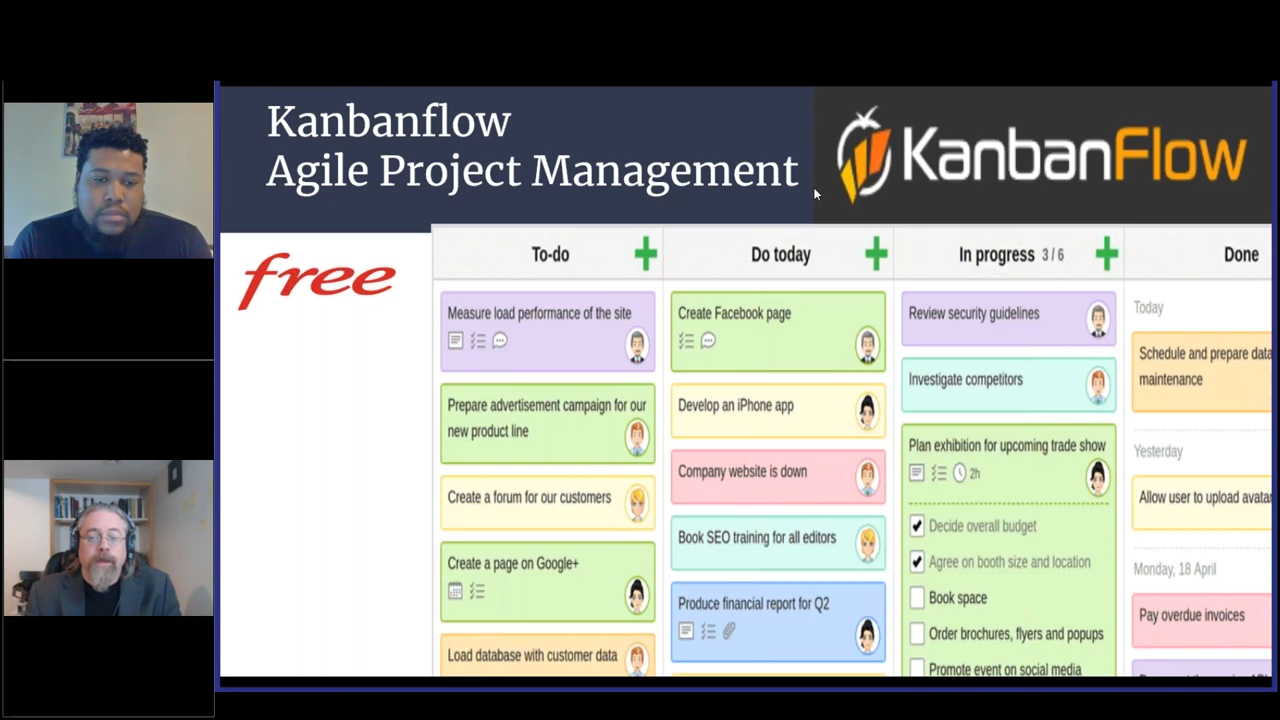 Kanbanflow
Agile Project Management
KanbanFlow
free
To-do
Measure load performance of the site
Prepare advertisement campaign for our
new product line
Create a forum for our customers
Create a page on Google+
Load database with customer data
Do today
Create Facebook page
Develop an iPhone app
Company website is down
Book SEO training for all editors
Produce financial report for Q2
In progress 3 / 6
Review security guidelines
Investigate competitors
Plan exhibition for upcoming trade show
2h
Decide overall budget
Agree on booth size and location
Book space
Order brochures, flyers and popups
Promote event on social media
Done
Today
Schedule and prepare data
maintenance
Yesterday
Allow user to upload avatar
Monday, 18 April
Pay overdue invoices